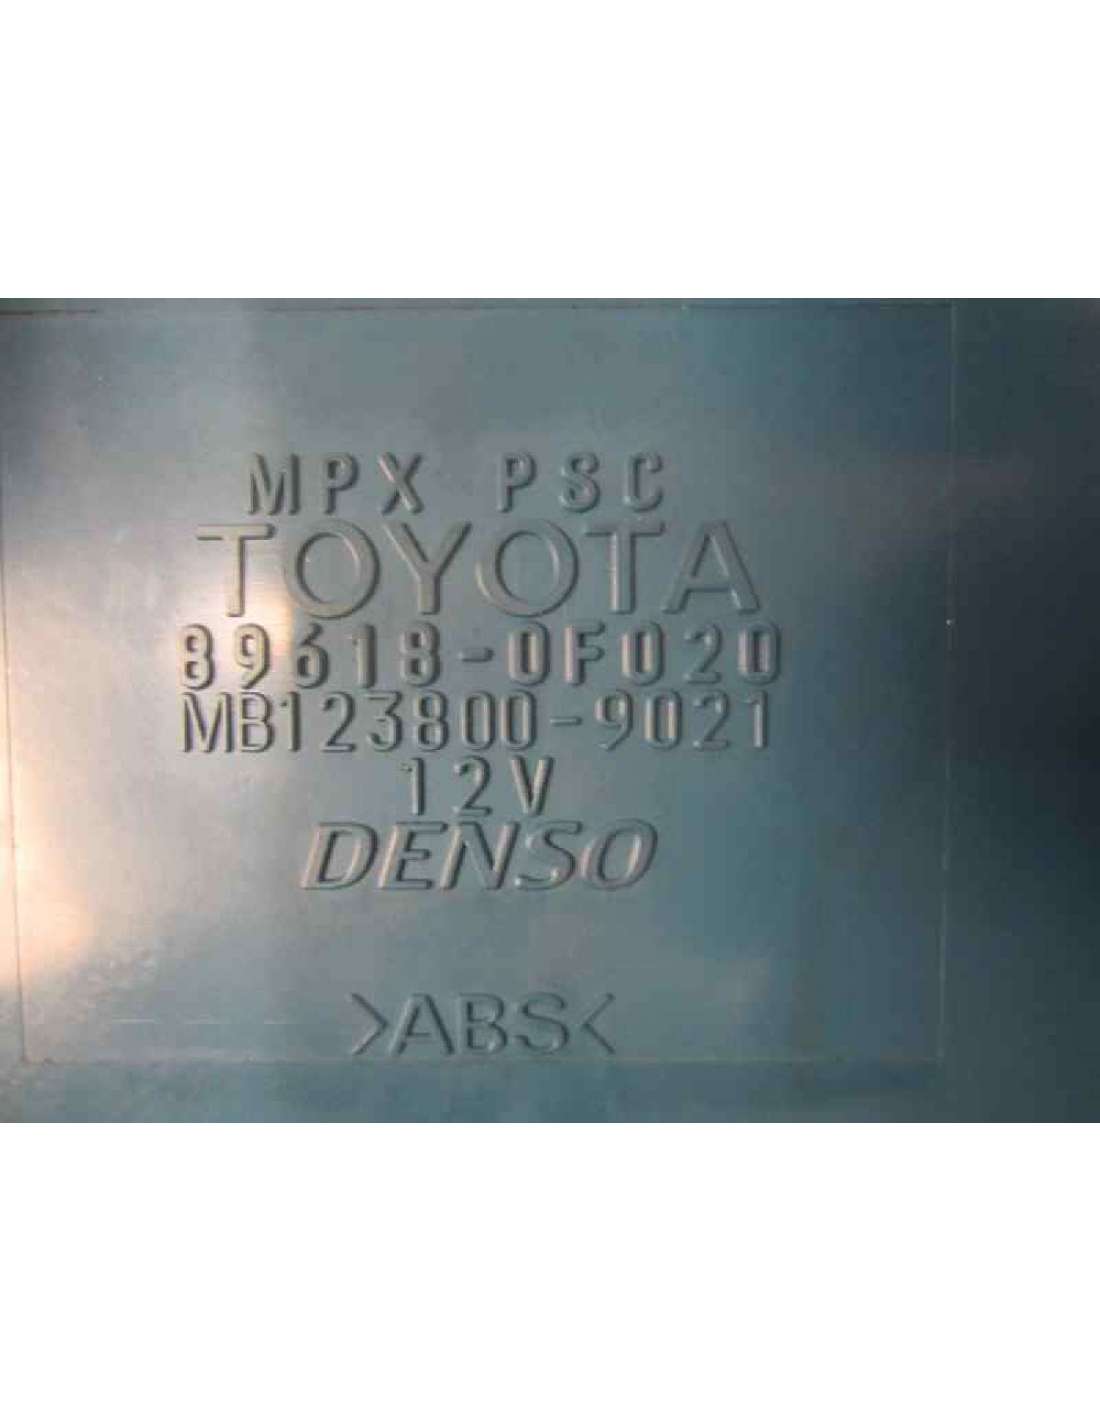 MPX PSC
TOYOTA
89618-0F020
MB123800-9021
12V
DENSO
>ABS<